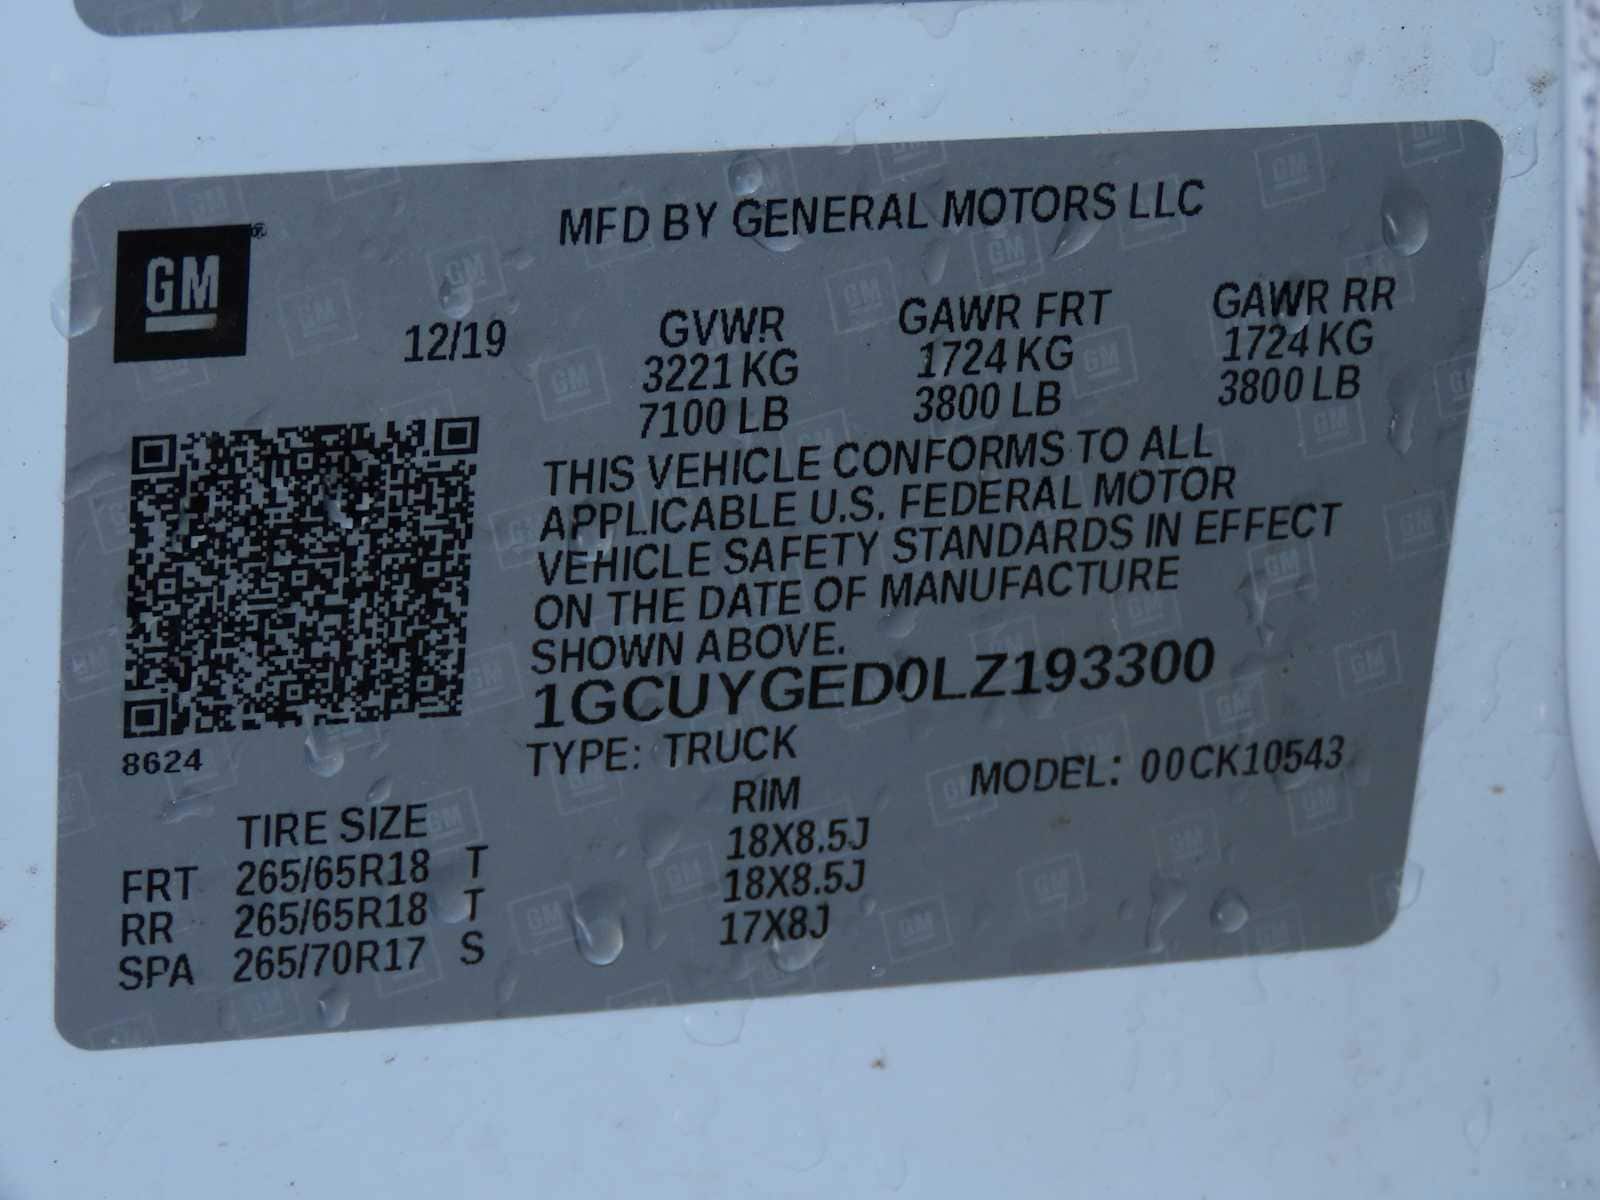 MFD BY GENERAL MOTORS LLC
GM
12/19
GVWR GAWR FRT GAWR RR
3221 KG 1724 KG 1724 KG
7100 LB 3800 LB 3800 LB
THIS VEHICLE CONFORMS TO ALL
APPLICABLE U.S. FEDERAL MOTOR
VEHICLE SAFETY STANDARDS IN EFFECT
ON THE DATE OF MANUFACTURE
SHOWN ABOVE.
1GCUYGED0LZ193300
8624
TYPE: TRUCK MODEL: 00CK10543
TIRE SIZE RIM
FRT 265/65R18 T 18X8.5J
RR 265/65R18 T 18X8.5J
SPA 265/70R17 S 17X8J